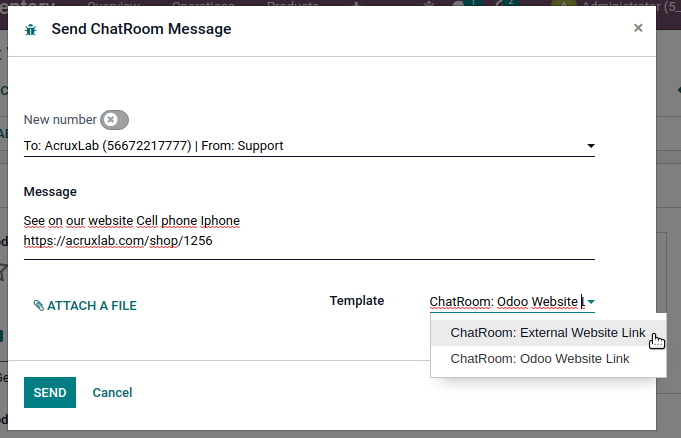 Send ChatRoom Message
×
New number
To: AcruxLab (56672217777) | From: Support
Message
See on our website Cell phone Iphone
https://acruxlab.com/shop/1256
ATTACH A FILE
Template
ChatRoom: Odoo Website L
ChatRoom: External Website Link
ChatRoom: Odoo Website Link
SEND
Cancel